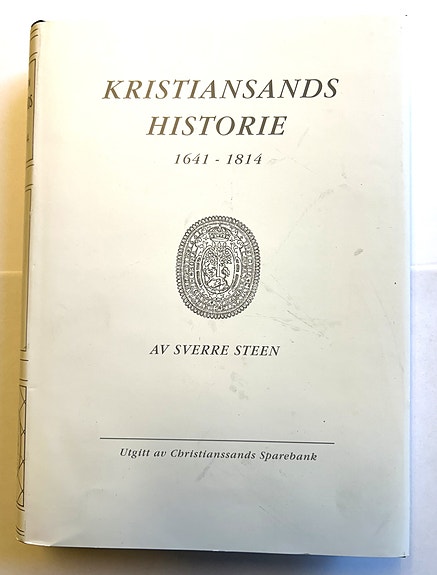 KRISTIANSANDS
HISTORIE
1641 - 1814
AV SVERRE STEEN
Utgitt av Christianssands Sparebank